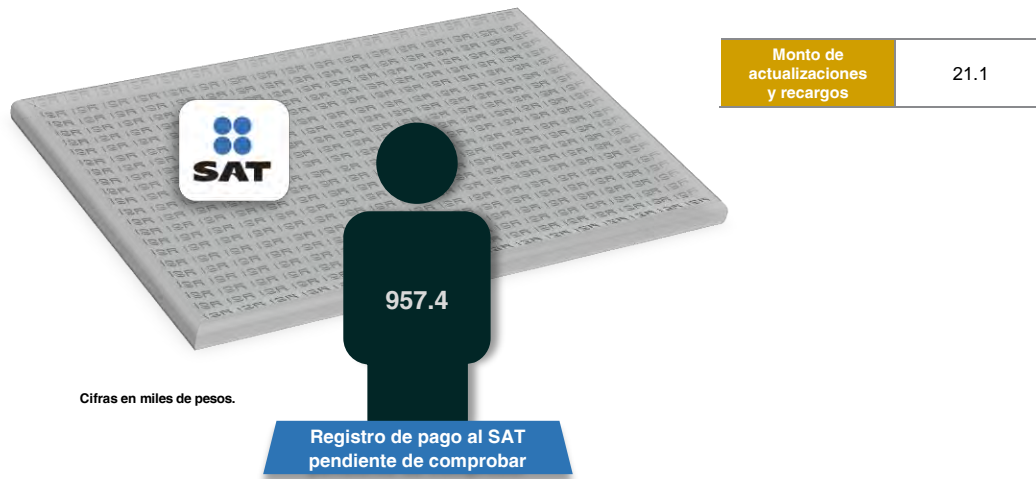 Monto de
actualizaciones
y recargos
21.1
SAT
957.4
Cifras en miles de pesos.
Registro de pago al SAT
pendiente de comprobar